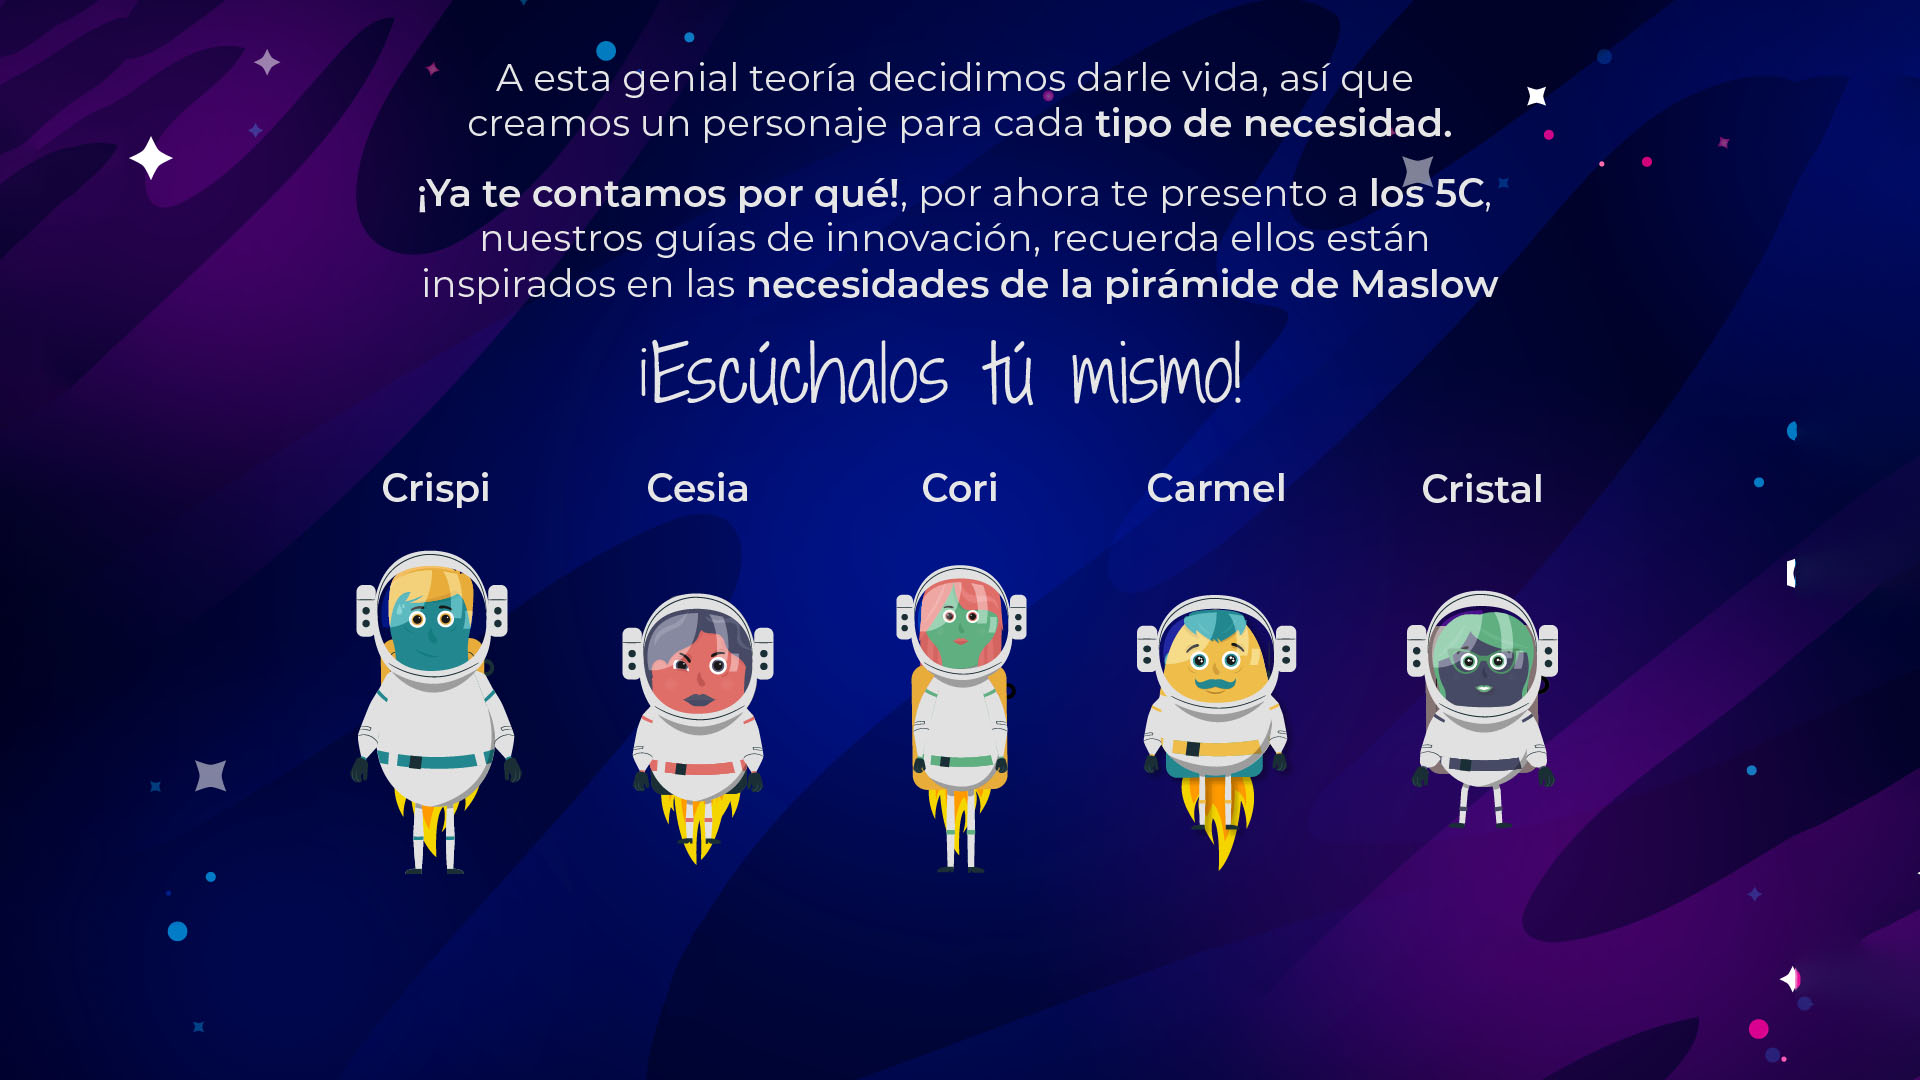 A esta genial teoría decidimos darle vida, así que
creamos un personaje para cada tipo de necesidad.
¡Ya te contamos por qué!, por ahora te presento a los 5C,
nuestros guías de innovación, recuerda ellos están
inspirados en las necesidades de la pirámide de Maslow
¡Escúchalos tú mismo!
Crispi Cesia Cori Carmel Cristal